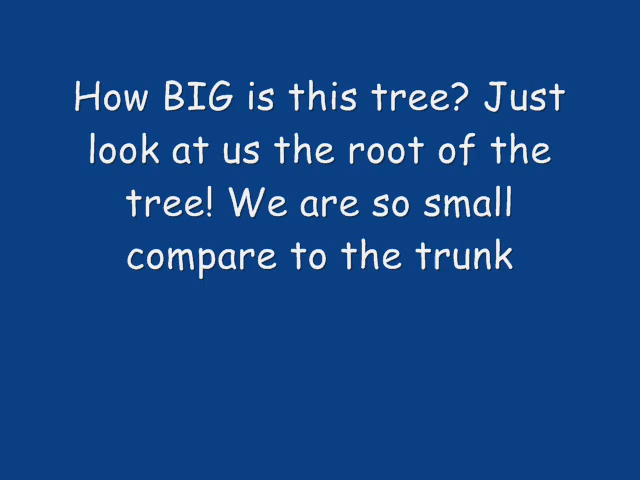 How BIG is this tree? Just
look at us the root of the
tree! We are so small
compare to the trunk